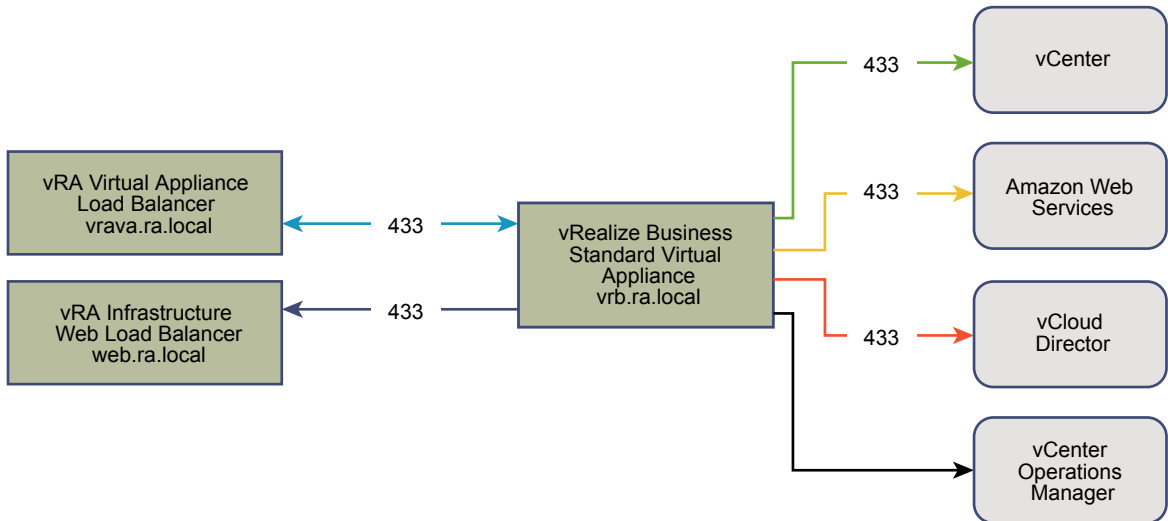 vRA Virtual Appliance
Load Balancer
vrava.ra.local
433
vRA Infrastructure
Web Load Balancer
web.ra.local
433
vRealize Business
Standard Virtual
Appliance
vrb.ra.local
433
vCenter
433
Amazon Web
Services
433
vCloud
Director
vCenter
Operations
Manager